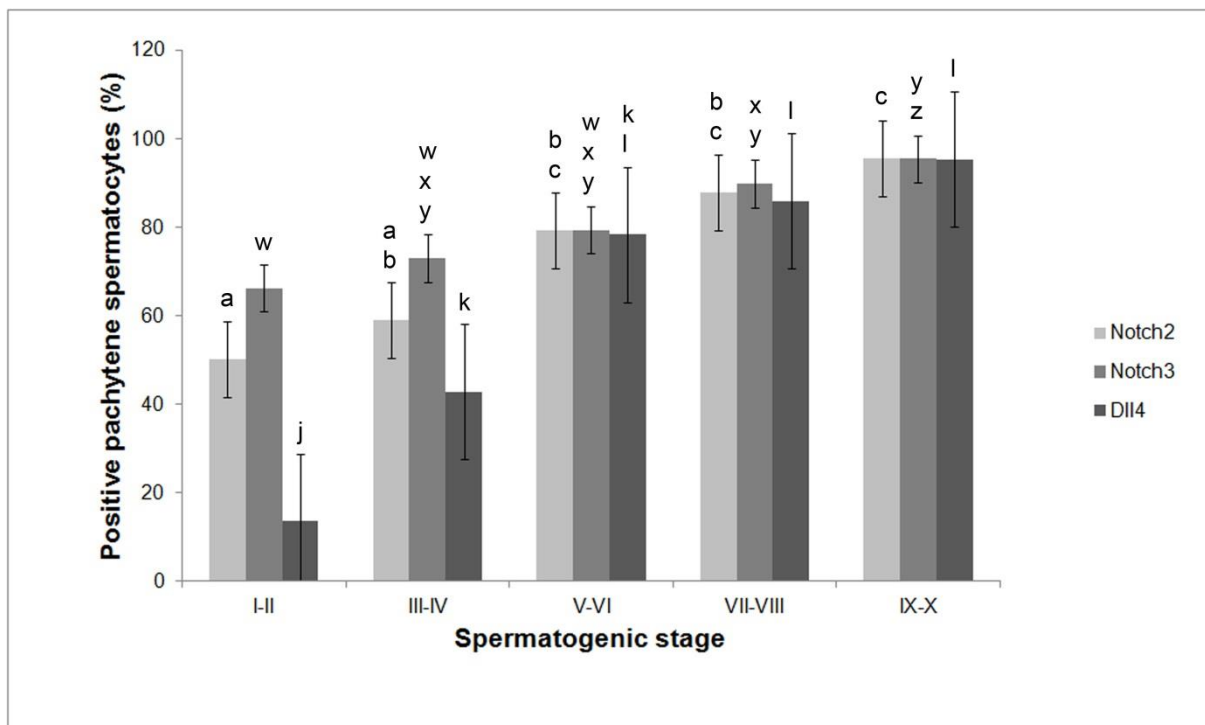 120
100
80
60
40
20
0
Positive pachytene spermatocytes (%)
a
w
j
a
b
w
x
y
k
b
c
w
x
y
k
l
b
c
x
y
l
c
y
z
l
I-II
III-IV
V-VI
VII-VIII
IX-X
Spermatogenic stage
Notch2
Notch3
Dll4